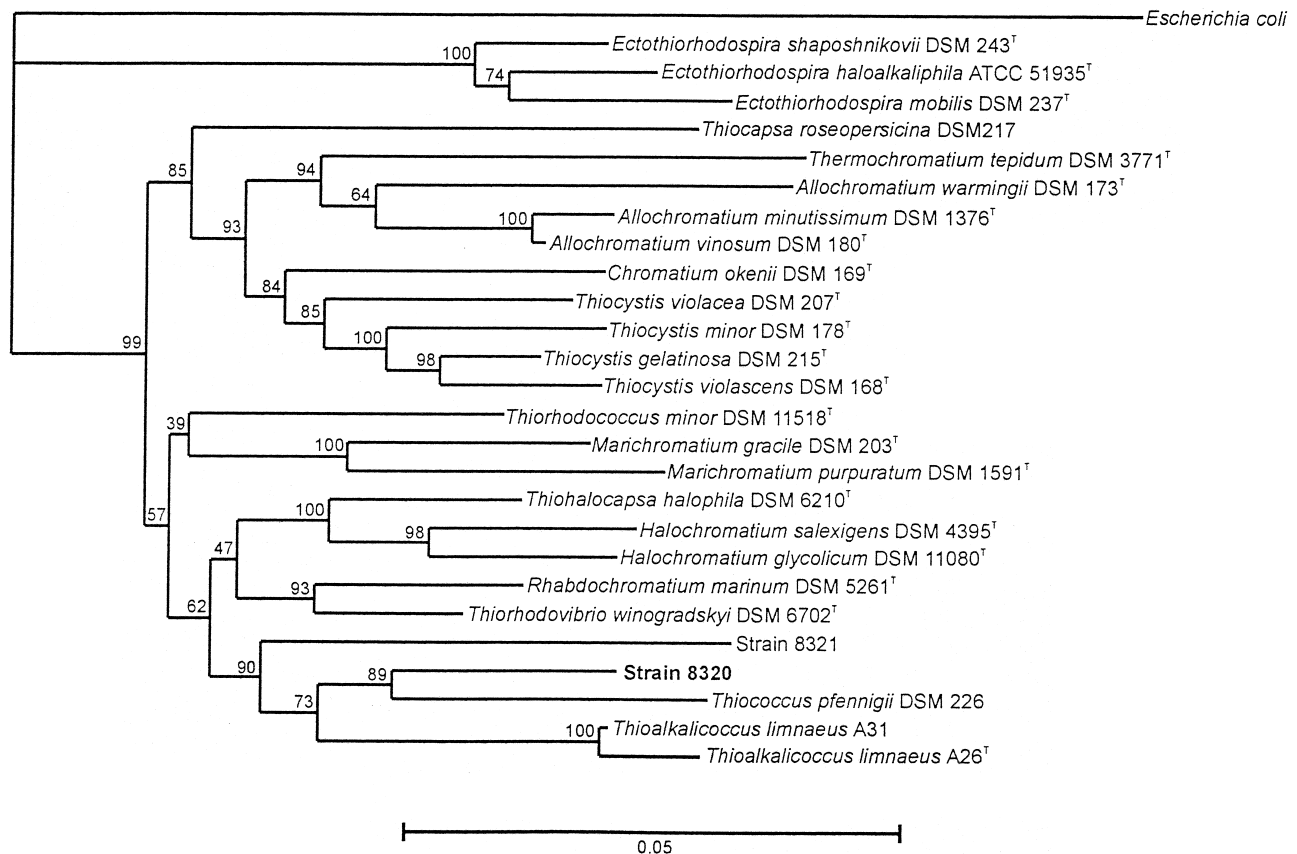 Escherichia coli
Ectothiorhodospira shaposhnikovii DSM 243ᵀ
100
Ectothiorhodospira haloalkaliphila ATCC 51935ᵀ
74
Ectothiorhodospira mobilis DSM 237ᵀ
Thiocapsa roseopersicina DSM217
85
Thermochromatium tepidum DSM 3771ᵀ
94
Allochromatium warmingii DSM 173ᵀ
64
Allochromatium minutissimum DSM 1376ᵀ
100
93
Allochromatium vinosum DSM 180ᵀ
Chromatium okenii DSM 169ᵀ
84
Thiocystis violacea DSM 207ᵀ
85
Thiocystis minor DSM 178ᵀ
100
99
Thiocystis gelatinosa DSM 215ᵀ
98
Thiocystis violascens DSM 168ᵀ
Thiorhodococcus minor DSM 11518ᵀ
39
Marichromatium gracile DSM 203ᵀ
100
Marichromatium purpuratum DSM 1591ᵀ
Thiohalocapsa halophila DSM 6210ᵀ
100
57
Halochromatium salexigens DSM 4395ᵀ
98
47
Halochromatium glycolicum DSM 11080ᵀ
Rhabdochromatium marinum DSM 5261ᵀ
93
62
Thiorhodovibrio winogradskyi DSM 6702ᵀ
Strain 8321
90
Strain 8320
89
Thiococcus pfennigii DSM 226
73
Thioalkalicoccus limnaeus A31
100
Thioalkalicoccus limnaeus A26ᵀ
0.05